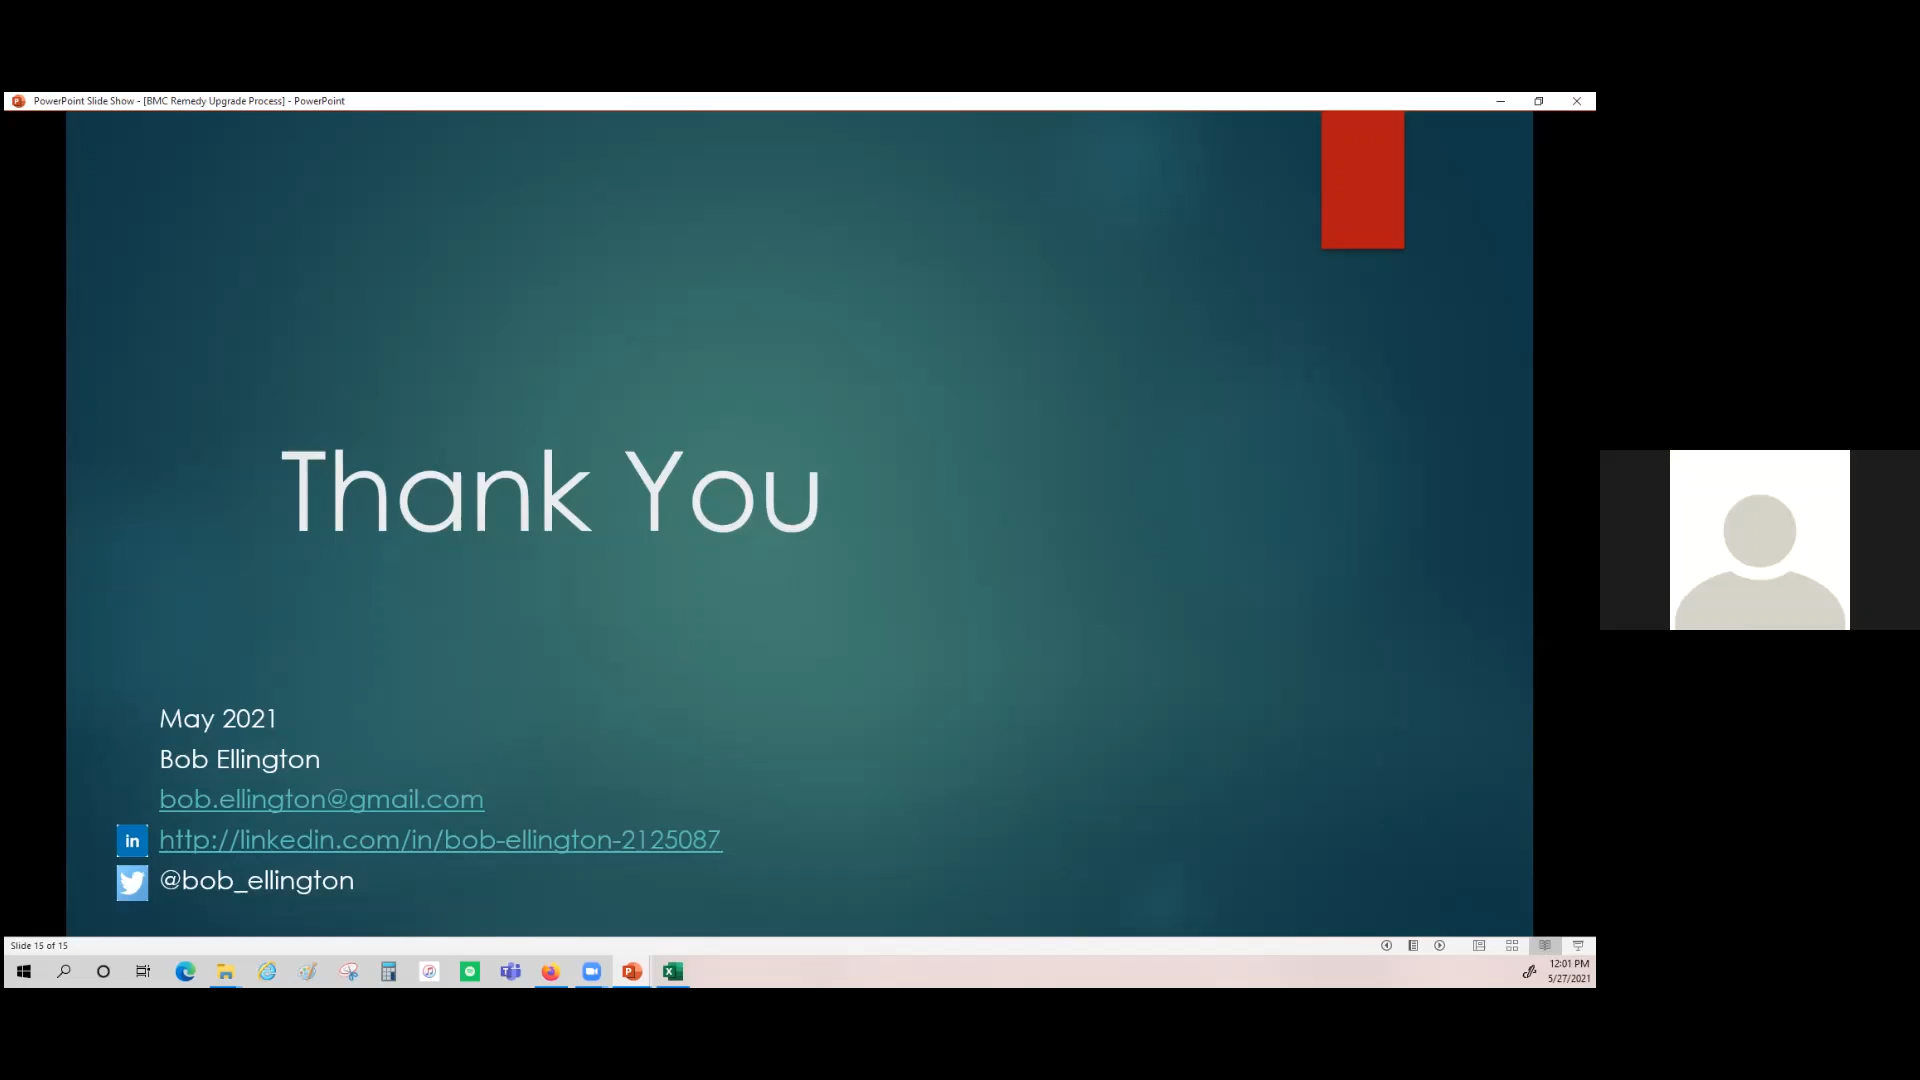 PowerPoint Slide Show - [BMC Remedy Upgrade Process] - PowerPoint
Thank You
May 2021
Bob Ellington
bob.ellington@gmail.com
in http://linkedin.com/in/bob-ellington-2125087
@bob_ellington
Slide 15 of 15
12:01 PM
5/27/2021